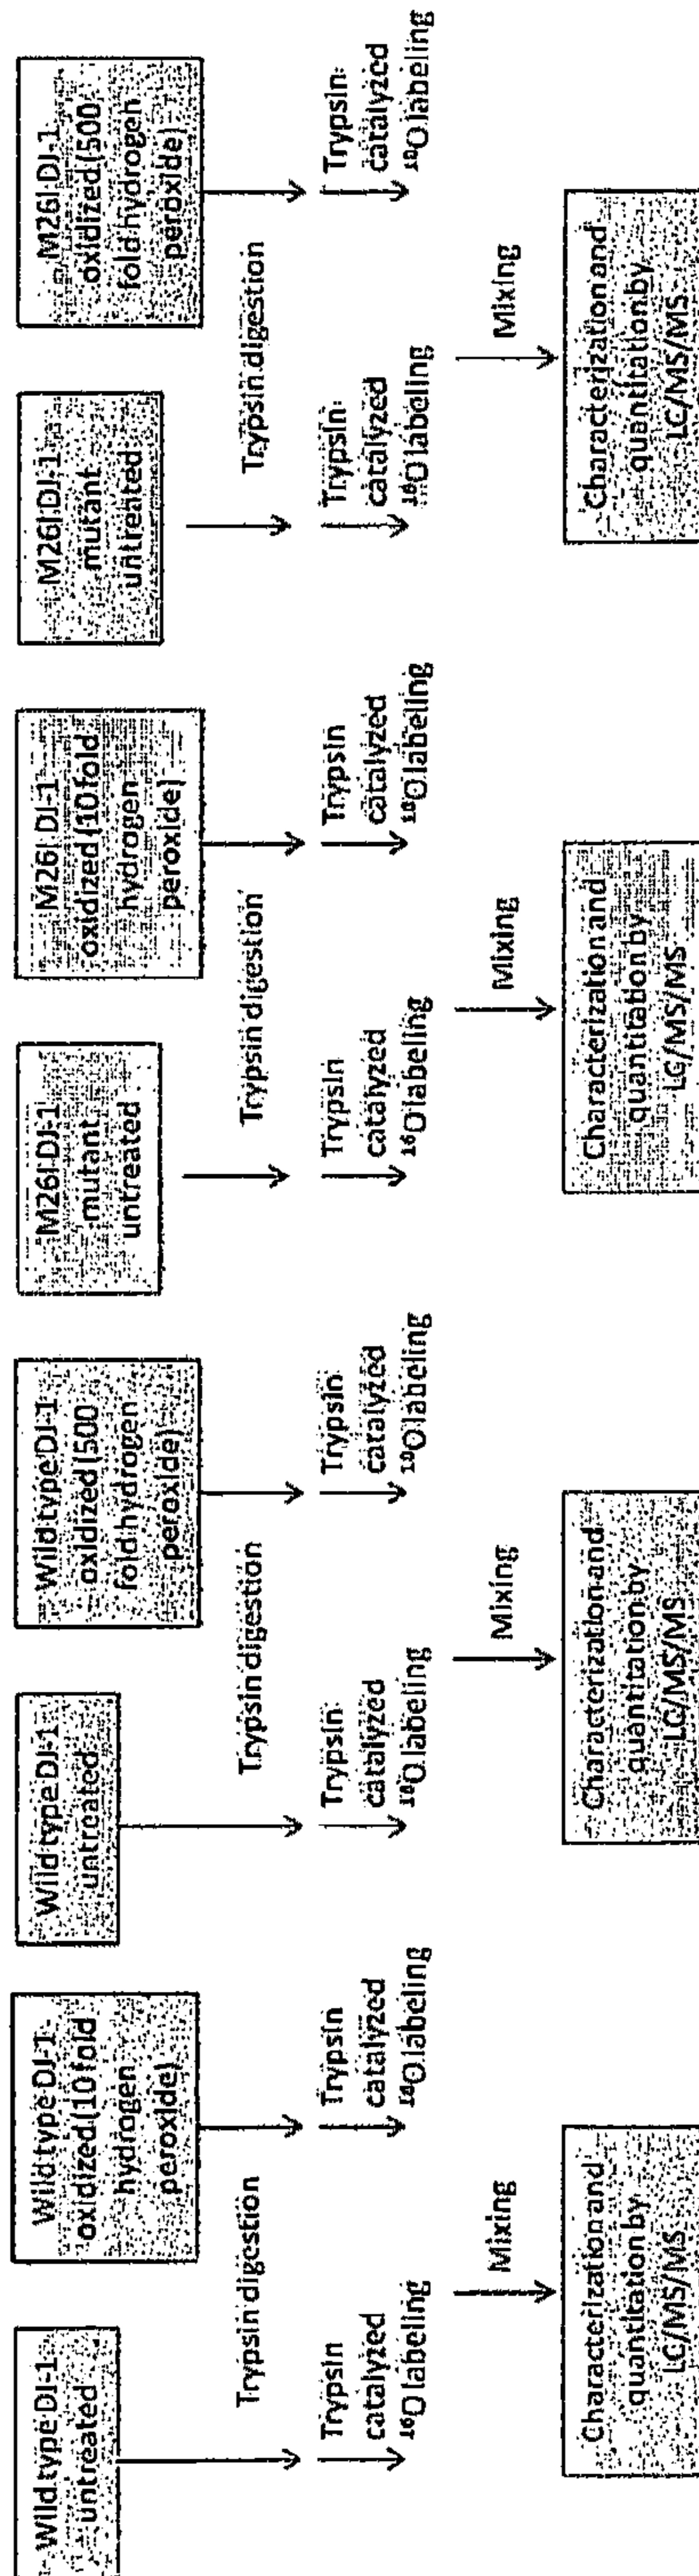 Wild type DJ-1
untreated
Wild type DJ-1
oxidized (10 fold
hydrogen
peroxide)
Trypsin digestion
Trypsin
catalyzed
¹⁶O labeling
Trypsin
catalyzed
¹⁸O labeling
Mixing
Characterization and
quantitation by
LC/MS/MS
Wild type DJ-1
untreated
Wild type DJ-1
oxidized (500
fold hydrogen
peroxide)
Trypsin digestion
Trypsin
catalyzed
¹⁶O labeling
Trypsin
catalyzed
¹⁸O labeling
Mixing
Characterization and
quantitation by
LC/MS/MS
M26I DJ-1
mutant
untreated
M26I DJ-1
oxidized (10 fold
hydrogen
peroxide)
Trypsin digestion
Trypsin
catalyzed
¹⁶O labeling
Trypsin
catalyzed
¹⁸O labeling
Mixing
Characterization and
quantitation by
LC/MS/MS
M26I DJ-1
mutant
untreated
M26I DJ-1
oxidized (500
fold hydrogen
peroxide)
Trypsin digestion
Trypsin
catalyzed
¹⁶O labeling
Trypsin
catalyzed
¹⁸O labeling
Mixing
Characterization and
quantitation by
LC/MS/MS